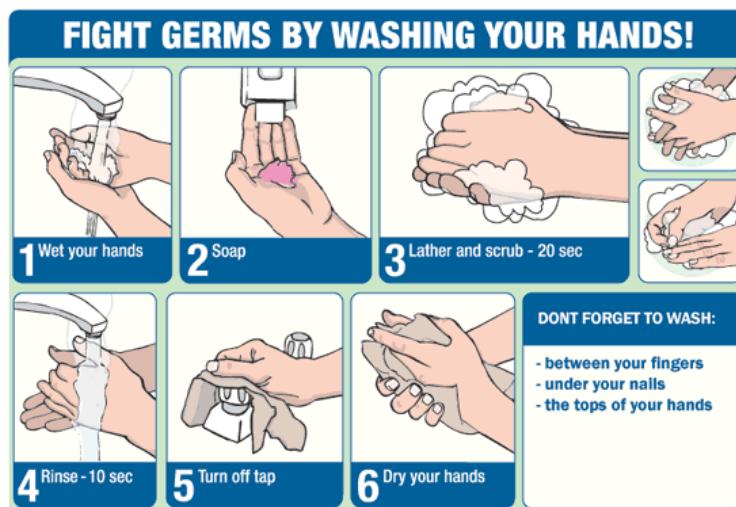 FIGHT GERMS BY WASHING YOUR HANDS!
1 Wet your hands
2 Soap
3 Lather and scrub - 20 sec
4 Rinse - 10 sec
5 Turn off tap
6 Dry your hands
DONT FORGET TO WASH:
- between your fingers
- under your nails
- the tops of your hands